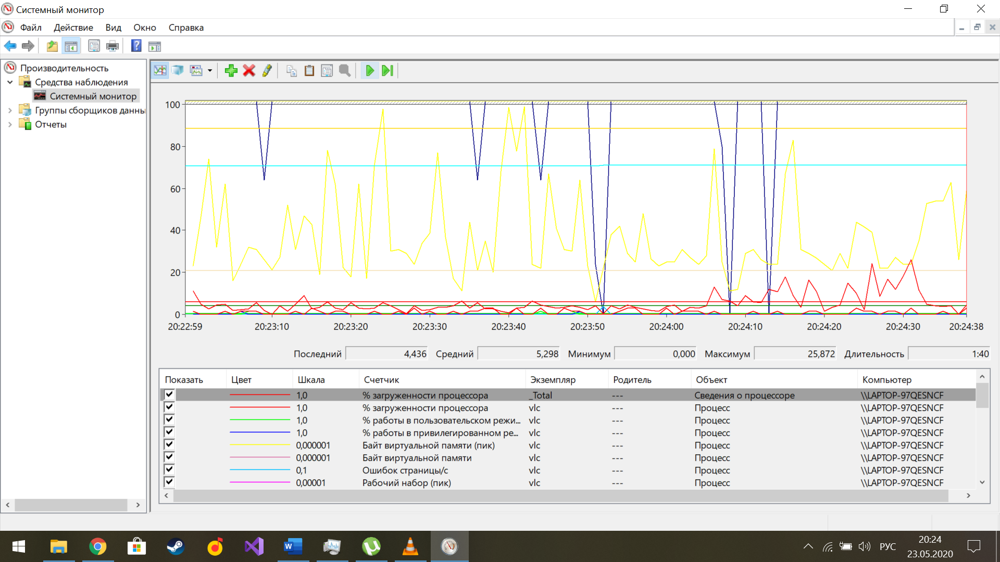 Системный монитор
Файл Действие Вид Окно Справка
Производительность
Средства наблюдения
Системный монитор
Группы сборщиков данны
Отчеты
100
80
60
40
20
0
20:22:59 20:23:10 20:23:20 20:23:30 20:23:40 20:23:50 20:24:00 20:24:10 20:24:20 20:24:30 20:24:38
Последний 4,436 Средний 5,298 Минимум 0,000 Максимум 25,872 Длительность 1:40
Показать Цвет Шкала Счетчик Экземпляр Родитель Объект Компьютер
1,0 % загруженности процессора _Total --- Сведения о процессоре \\LAPTOP-97QESNCF
1,0 % загруженности процессора vlc --- Процесс \\LAPTOP-97QESNCF
1,0 % работы в пользовательском режи... vlc --- Процесс \\LAPTOP-97QESNCF
1,0 % работы в привилегированном ре... vlc --- Процесс \\LAPTOP-97QESNCF
0,000001 Байт виртуальной памяти (пик) vlc --- Процесс \\LAPTOP-97QESNCF
0,000001 Байт виртуальной памяти vlc --- Процесс \\LAPTOP-97QESNCF
0,1 Ошибок страницы/с vlc --- Процесс \\LAPTOP-97QESNCF
0,00001 Рабочий набор (пик) vlc --- Процесс \\LAPTOP-97QESNCF
РУС
20:24
23.05.2020